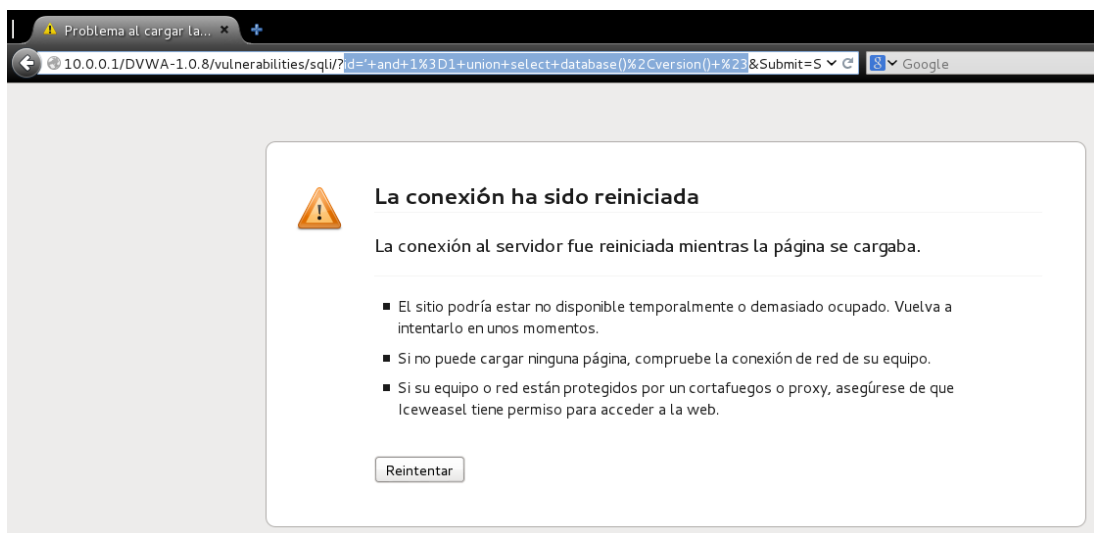 Problema al cargar la...
10.0.0.1/DVWA-1.0.8/vulnerabilities/sqli/?id='+and+1%3D1+union+select+database()%2Cversion()+%23&Submit=S
Google
La conexión ha sido reiniciada
La conexión al servidor fue reiniciada mientras la página se cargaba.
El sitio podría estar no disponible temporalmente o demasiado ocupado. Vuelva a
intentarlo en unos momentos.
Si no puede cargar ninguna página, compruebe la conexión de red de su equipo.
Si su equipo o red están protegidos por un cortafuegos o proxy, asegúrese de que
Iceweasel tiene permiso para acceder a la web.
Reintentar